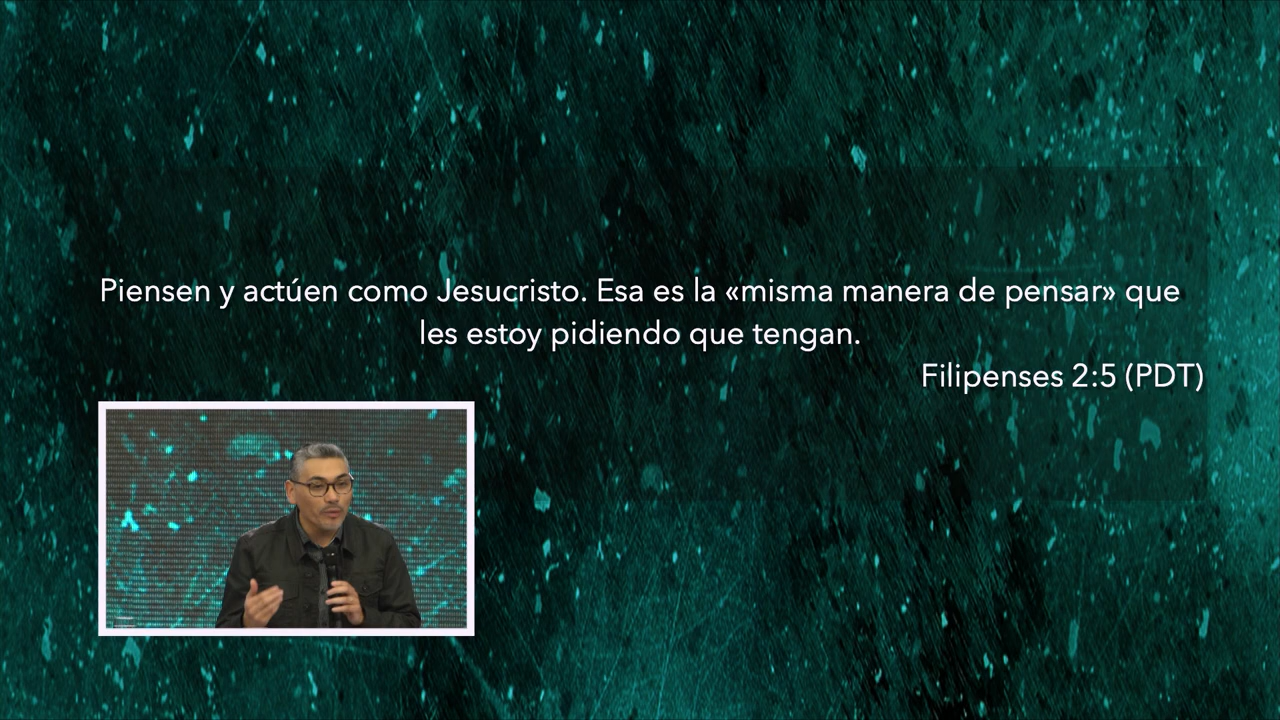 Piensen y actúen como Jesucristo. Esa es la «misma manera de pensar» que
les estoy pidiendo que tengan.
Filipenses 2:5 (PDT)